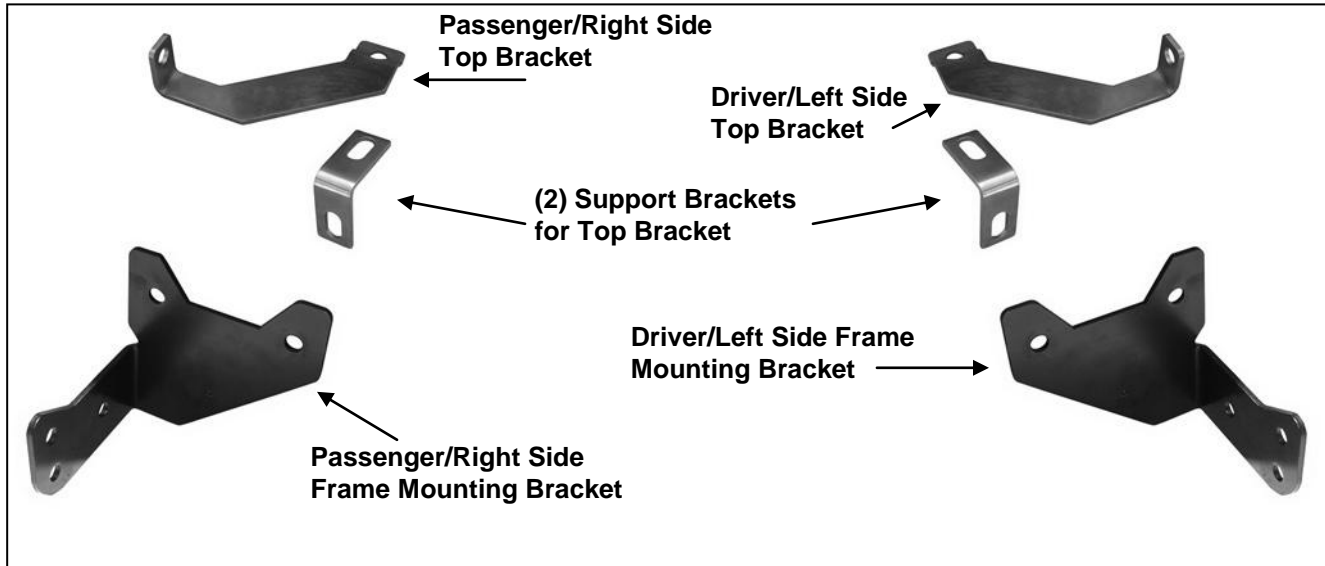 Passenger/Right Side
Top Bracket
Driver/Left Side
Top Bracket
(2) Support Brackets
for Top Bracket
Driver/Left Side Frame
Mounting Bracket
Passenger/Right Side
Frame Mounting Bracket